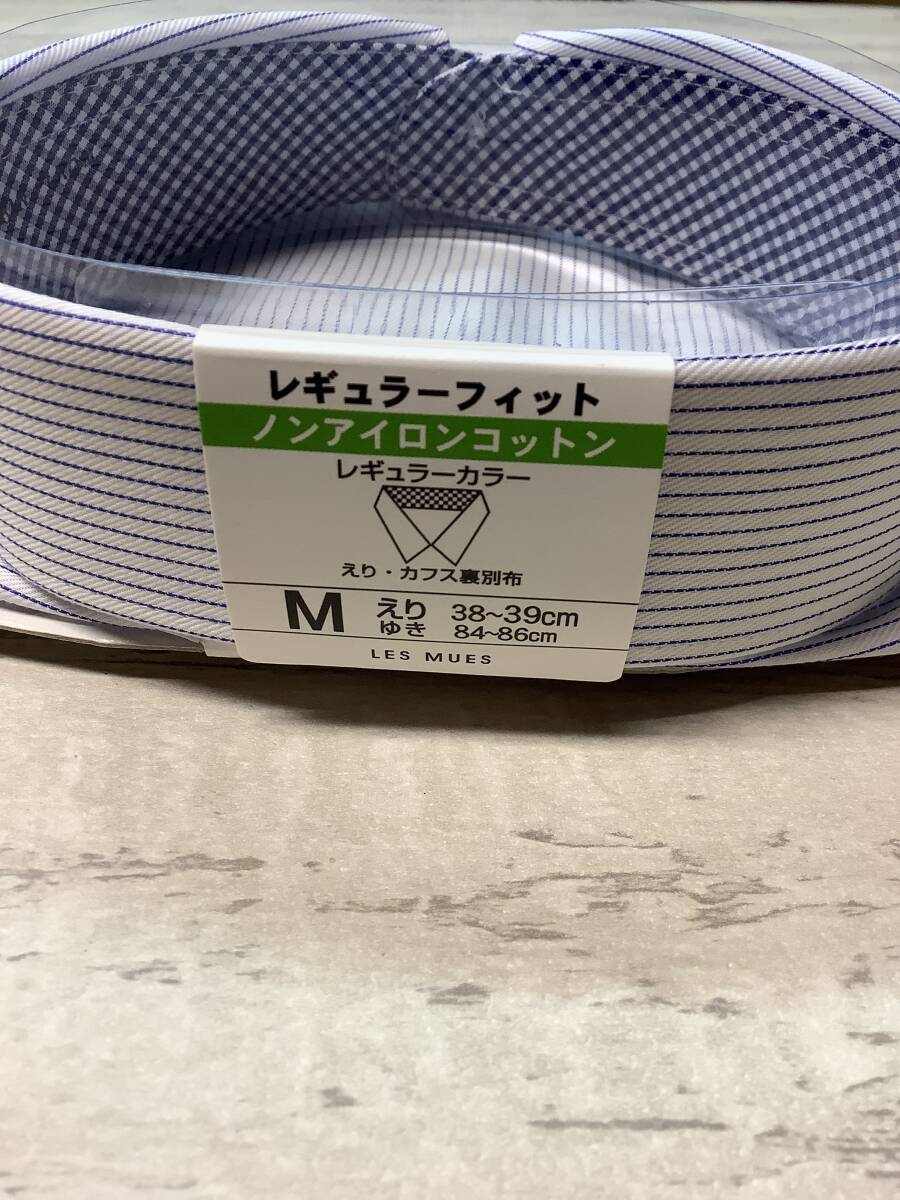 レギュラーフィット
ノンアイロンコットン
レギュラーカラー
えり・カフス裏別布
M えり 38~39cm
ゆき 84~86cm
LES MUES